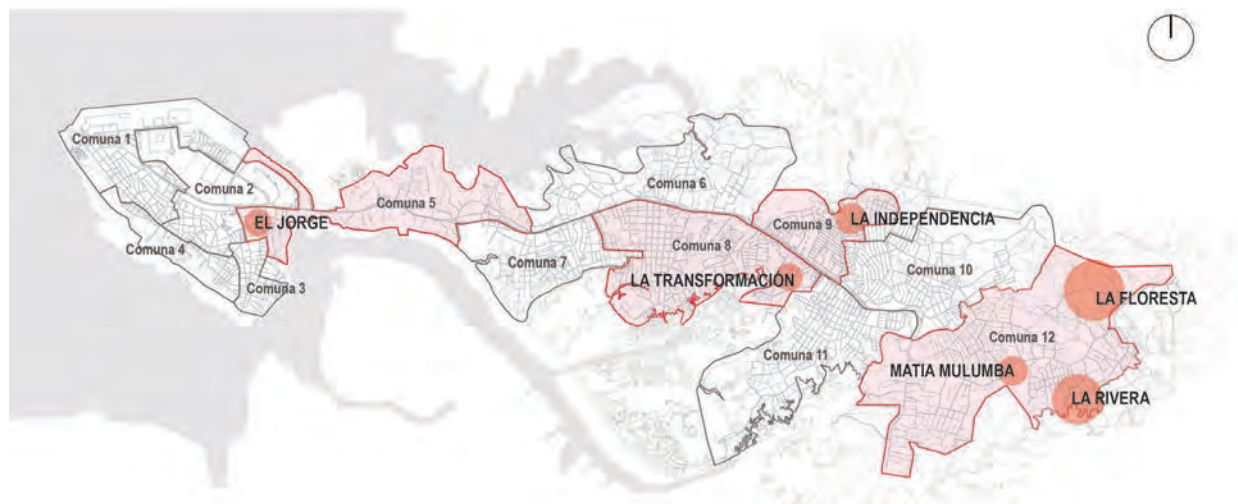 Comuna 1
Comuna 2
EL JORGE
Comuna 4
Comuna 3
Comuna 5
Comuna 6
Comuna 7
Comuna 8
LA TRANSFORMACIÓN
Comuna 9
LA INDEPENDENCIA
Comuna 10
LA FLORESTA
Comuna 11
Comuna 12
MATIA MULUMBA
LA RIVERA